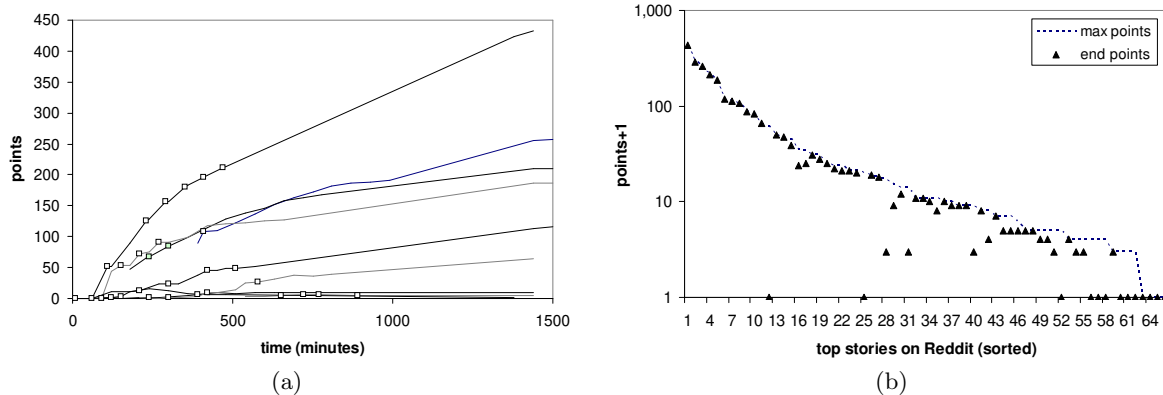 450
400
350
300
250
200
150
100
50
0
points
0 500 1000 1500
time (minutes)
(a)
1,000
100
10
1
points+1
max points
end points
1 4 7 10 13 16 19 22 25 28 31 34 37 40 43 46 49 52 55 58 61 64
top stories on Reddit (sorted)
(b)